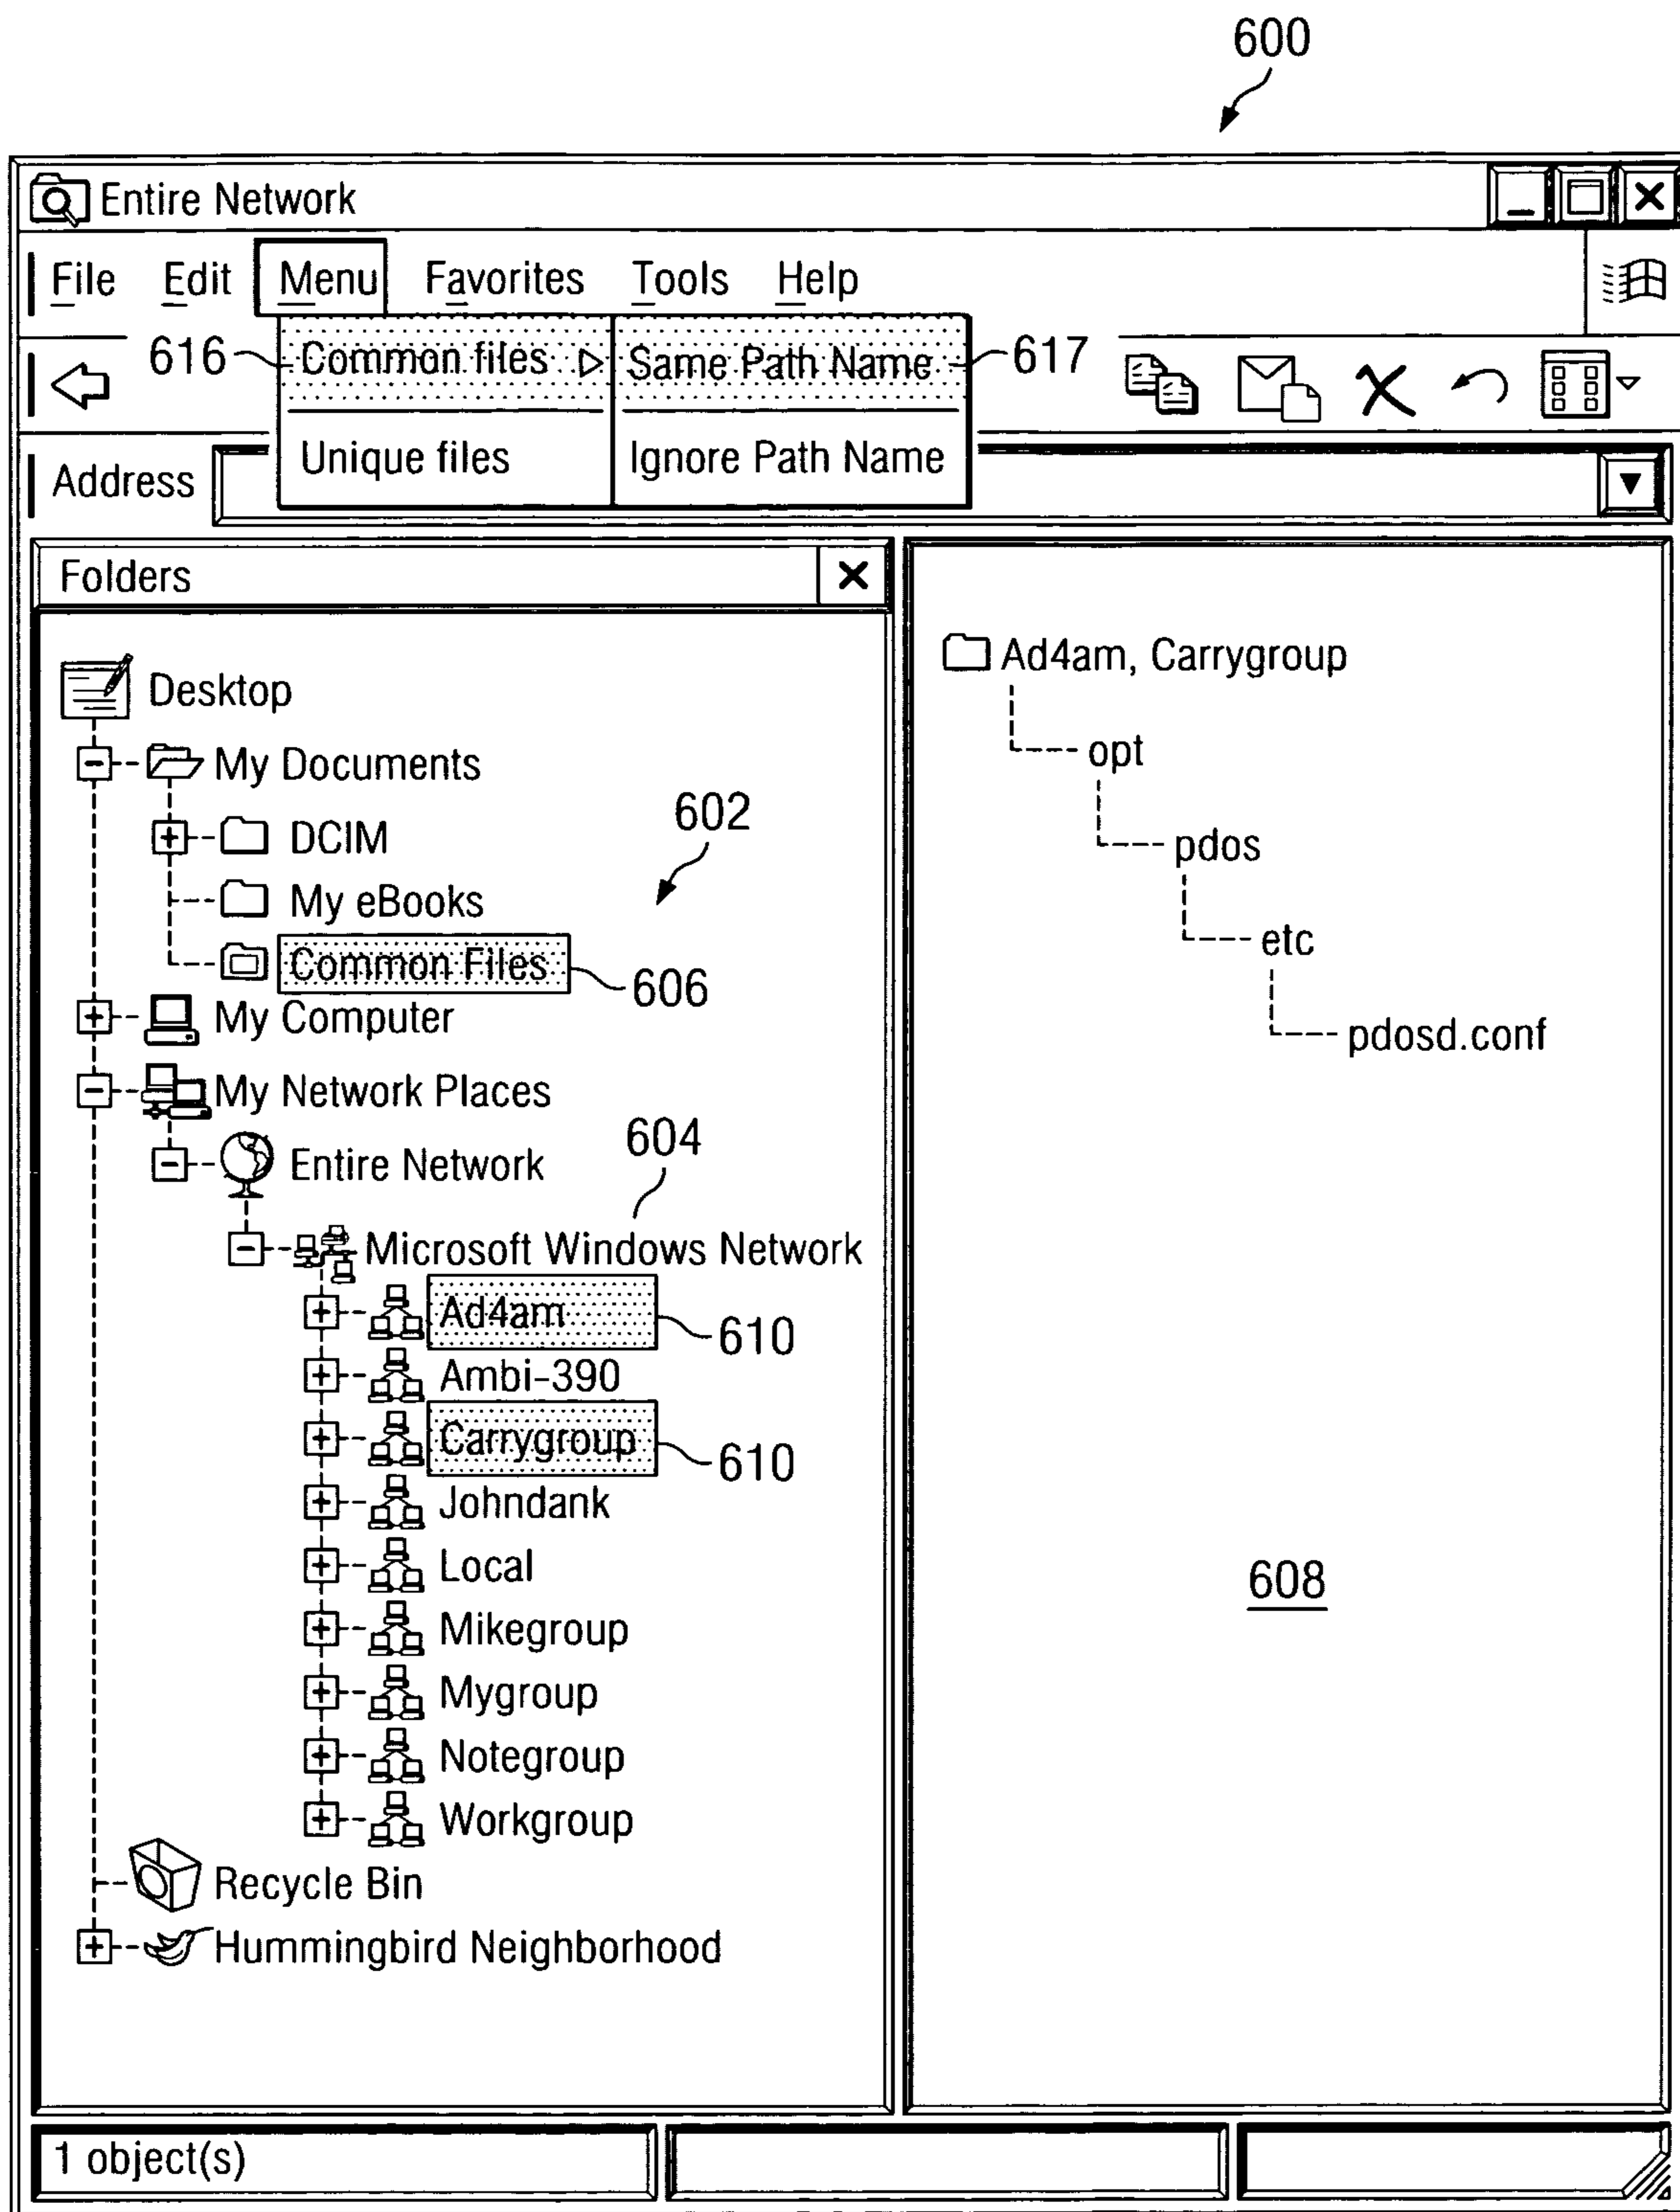 600
Entire Network
File Edit Menu Favorites Tools Help
616 Common files Same Path Name 617
Unique files Ignore Path Name
Address
Folders
Desktop
My Documents
DCIM
602
My eBooks
Common Files
606
My Computer
My Network Places
604
Entire Network
Microsoft Windows Network
Ad4am
610
Ambi-390
Carrygroup
610
Johndank
Local
Mikegroup
Mygroup
Notegroup
Workgroup
Recycle Bin
Hummingbird Neighborhood
Ad4am, Carrygroup
opt
pdos
etc
pdosd.conf
608
1 object(s)